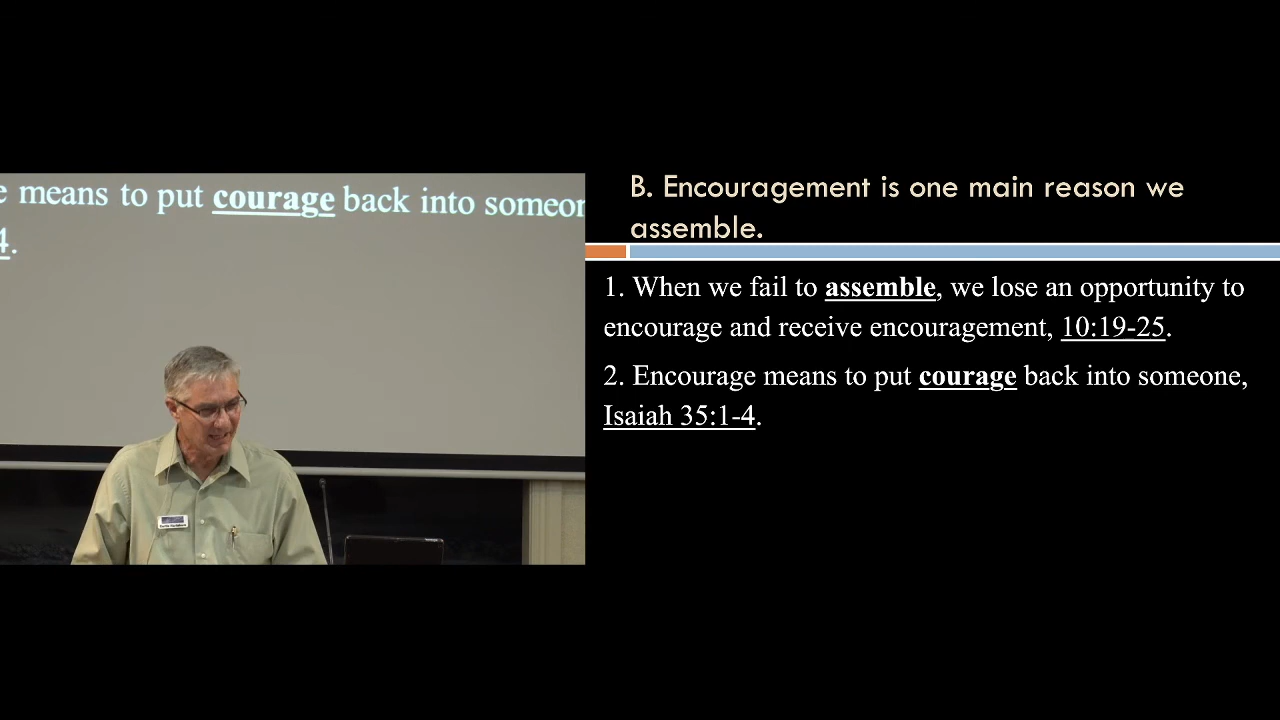 e means to put courage back into someor
4.
B. Encouragement is one main reason we
assemble.
1. When we fail to assemble, we lose an opportunity to
encourage and receive encouragement, 10:19-25.
2. Encourage means to put courage back into someone,
Isaiah 35:1-4.